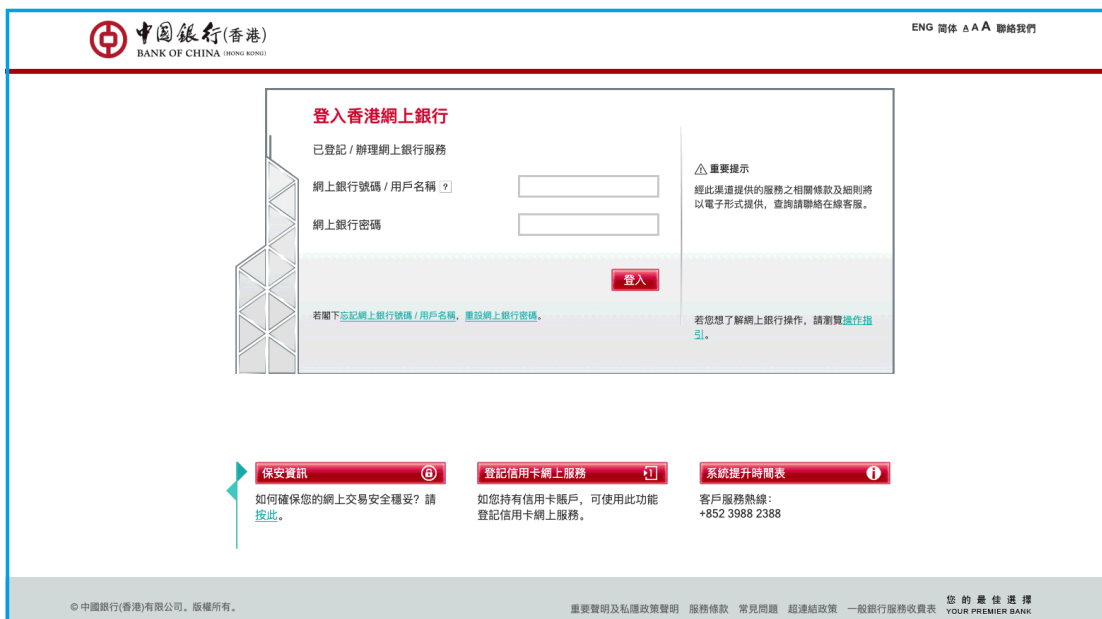 中国銀行(香港)
BANK OF CHINA (HONG KONG)
ENG 简体 A A A 聯絡我們
登入香港網上銀行
已登記 / 辦理網上銀行服務
網上銀行號碼 / 用戶名稱 ?
網上銀行密碼
登入
若閣下忘記網上銀行號碼 / 用戶名稱，重設網上銀行密碼。
重要提示
經此渠道提供的服務之相關條款及細則將
以電子形式提供，查詢請聯絡在線客服。
若您想了解網上銀行操作，請瀏覽操作指
引。
保安資訊
如何確保您的網上交易安全穩妥？請
按此。
登記信用卡網上服務
如您持有信用卡賬戶，可使用此功能
登記信用卡網上服務。
系統提升時間表
客戶服務熱線：
+852 3988 2388
© 中國銀行(香港)有限公司。版權所有。
重要聲明及私隱政策聲明 服務條款 常見問題 超連結政策 一般銀行服務收費表
您的最佳選擇
YOUR PREMIER BANK